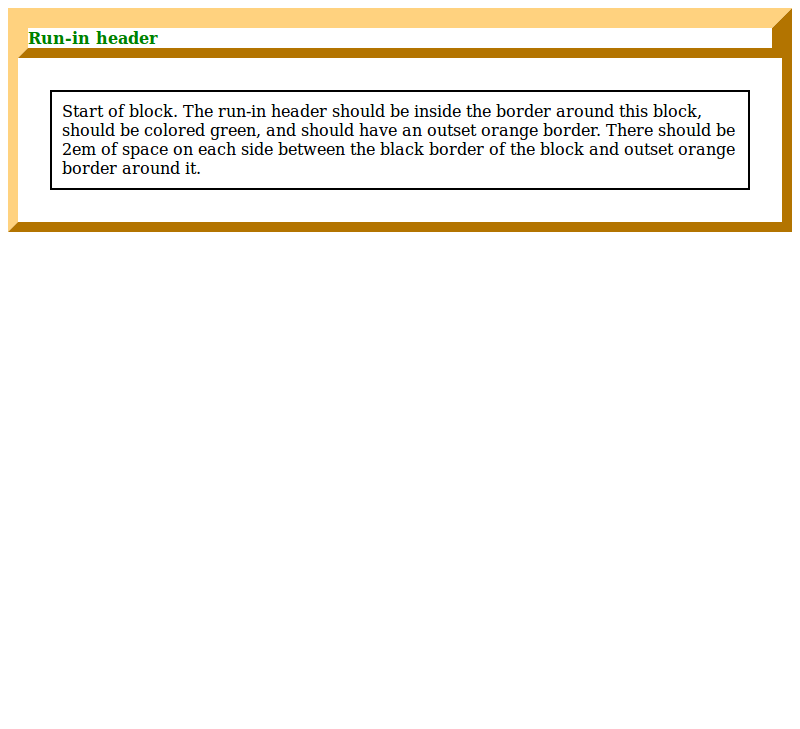 Run-in header
Start of block. The run-in header should be inside the border around this block,
should be colored green, and should have an outset orange border. There should be
2em of space on each side between the black border of the block and outset orange
border around it.